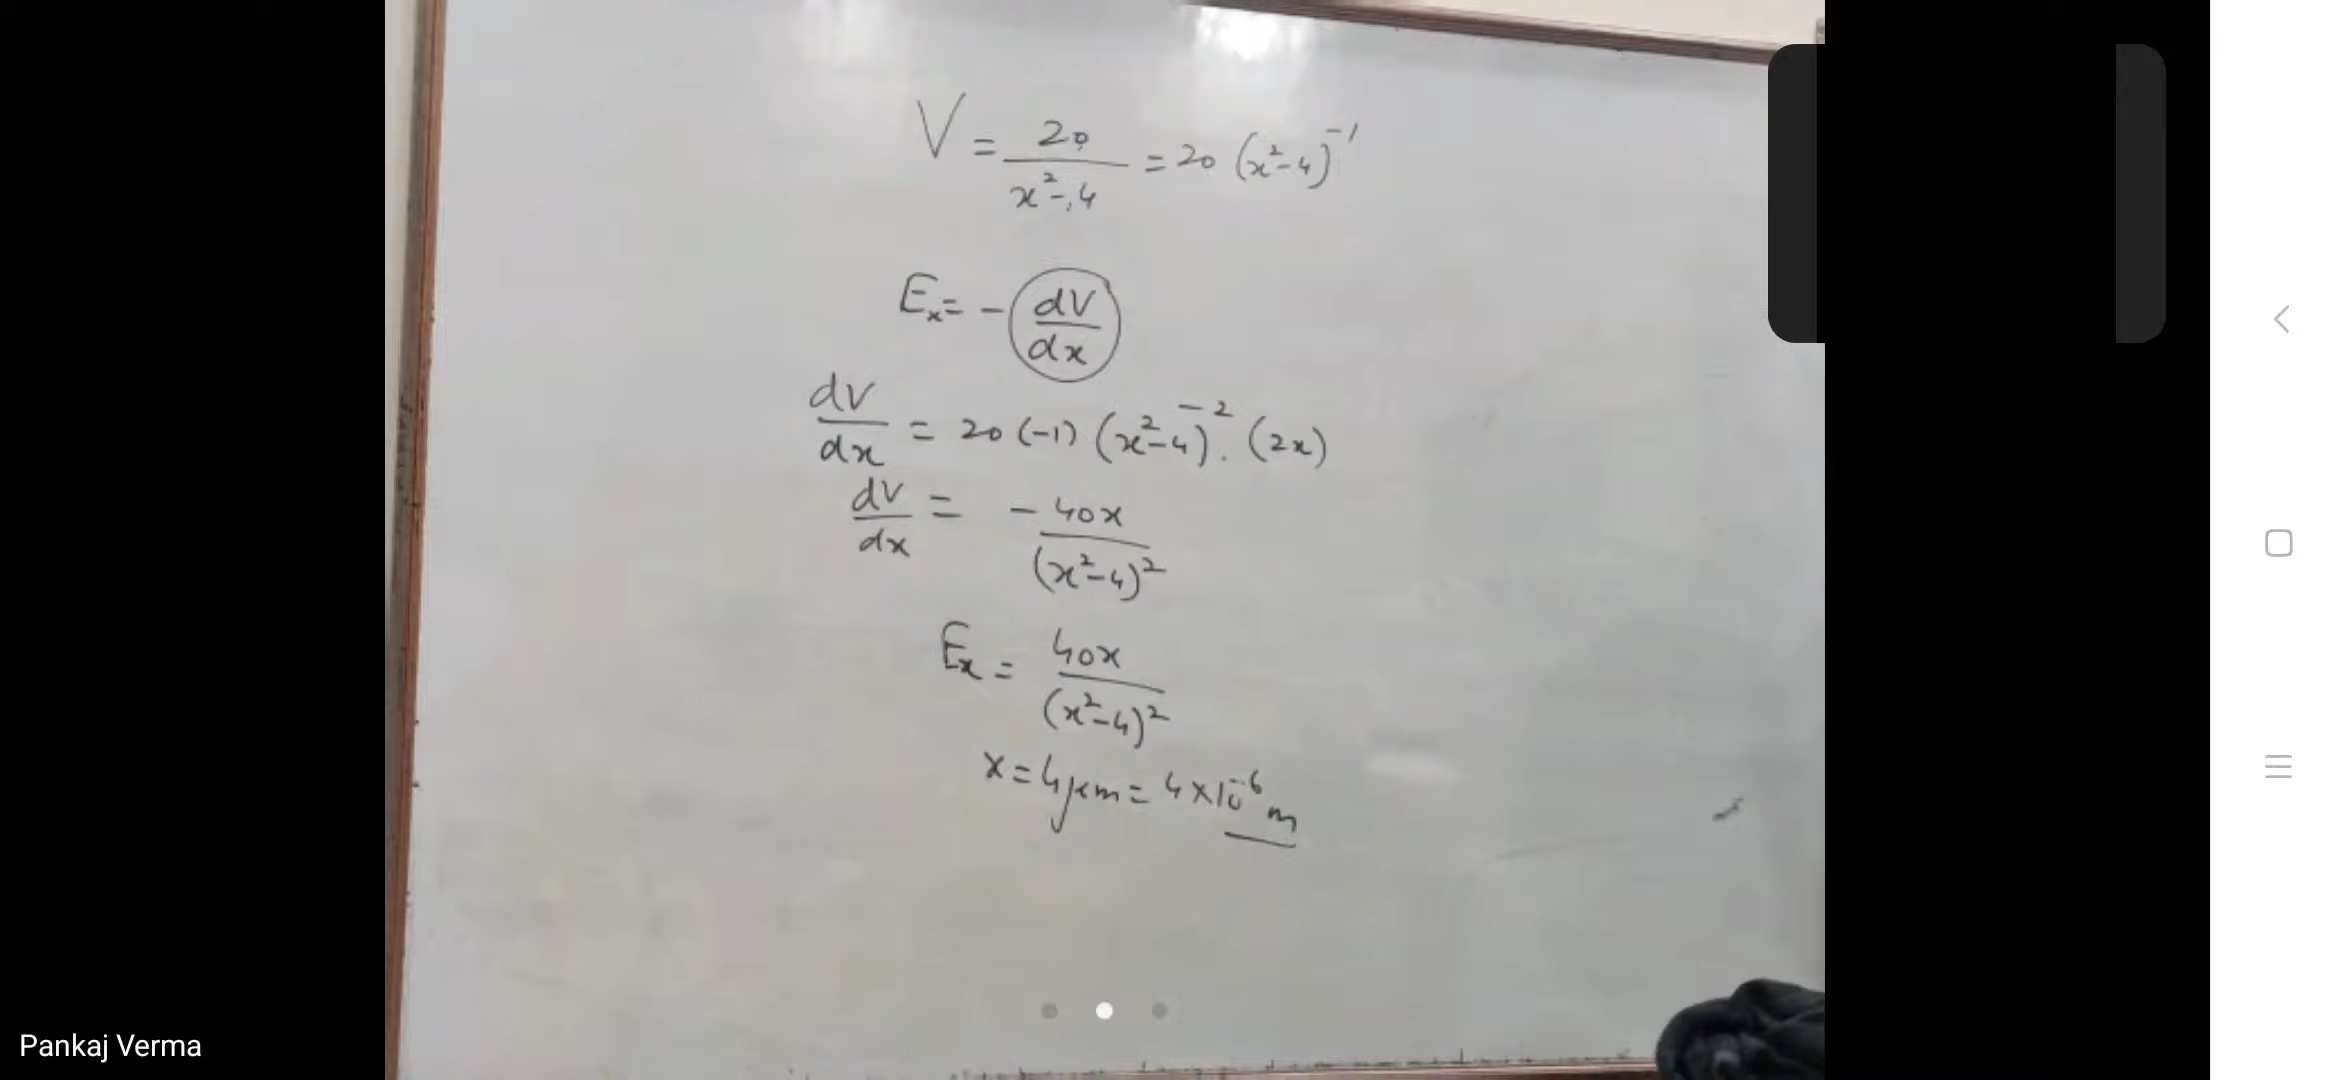 V = 20/(x²-4) = 20 (x²-4)⁻¹
Eₓ = - dV/dx
dV/dx = 20 (-1) (x²-4)⁻² . (2x)
dV/dx = - 40x/(x²-4)²
Eₓ = 40x/(x²-4)²
x = 4μm = 4×10⁻⁶ m
Pankaj Verma